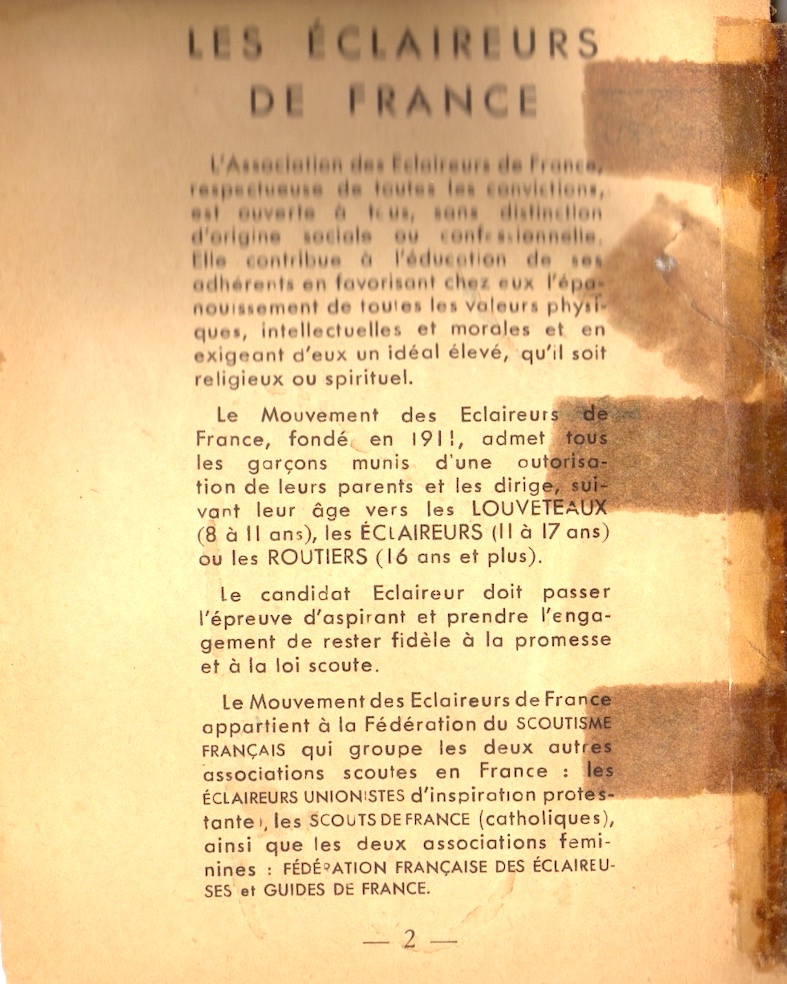 LES ÉCLAIREURS
DE FRANCE
L'Association des Eclaireurs de France,
respectueuse de toutes les convictions,
est ouverte à tous, sans distinction
d'origine sociale ou confessionnelle.
Elle contribue à l'éducation de ses
adhérents en favorisant chez eux l'épa-
nouissement de toutes les valeurs physi-
ques, intellectuelles et morales et en
exigeant d'eux un idéal élevé, qu'il soit
religieux ou spirituel.
Le Mouvement des Eclaireurs de
France, fondé en 1911, admet tous
les garçons munis d'une autorisa-
tion de leurs parents et les dirige, sui-
vant leur âge vers les LOUVETEAUX
(8 à 11 ans), les ÉCLAIREURS (11 à 17 ans)
ou les ROUTIERS (16 ans et plus).
Le candidat Eclaireur doit passer
l'épreuve d'aspirant et prendre l'enga-
gement de rester fidèle à la promesse
et à la loi scoute.
Le Mouvement des Eclaireurs de France
appartient à la Fédération du SCOUTISME
FRANÇAIS qui groupe les deux autres
associations scoutes en France : les
ÉCLAIREURS UNIONISTES d'inspiration protes-
tante), les SCOUTS DE FRANCE (catholiques),
ainsi que les deux associations fémi-
nines : FÉDÉRATION FRANÇAISE DES ÉCLAIREU-
SES et GUIDES DE FRANCE.
— 2 —